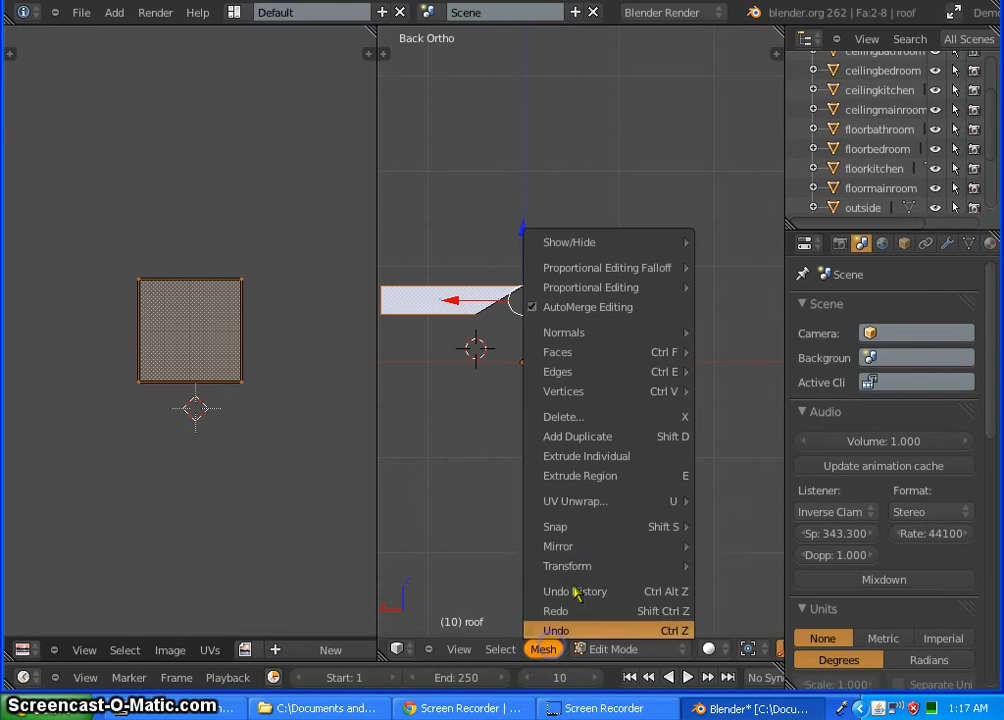 File Add Render Help Default Scene Blender Render blender.org 262 | Fa:2-8 | roof Demo
Back Ortho
View Search All Scenes
ceilingbathroom
ceilingbedroom
ceilingkitchen
ceilingmainroom
floorbathroom
floorbedroom
floorkitchen
floormainroom
outside
Show/Hide
Proportional Editing Falloff
Proportional Editing
AutoMerge Editing
Normals
Faces Ctrl F
Edges Ctrl E
Vertices Ctrl V
Delete... X
Add Duplicate Shift D
Extrude Individual
Extrude Region E
UV Unwrap... U
Snap Shift S
Mirror
Transform
Undo History Ctrl Alt Z
Redo Shift Ctrl Z
Undo Ctrl Z
(10) roof
Scene
Scene
Camera:
Backgroun
Active Cli
Audio
Volume: 1.000
Update animation cache
Listener: Format:
Inverse Clam Stereo
Sp: 343.300 Rate: 44100
Dopp: 1.000
Mixdown
Units
None Metric Imperial
Degrees Radians
Scale: 1.000 Separate Uni
View Select Image UVs New
View Select Mesh Edit Mode
View Marker Frame Playback Start: 1 End: 250 10 No Syn
Screencast-O-Matic.com
C:\Documents and... Screen Recorder | ... Screen Recorder Blender* [C:\Docu... 1:17 AM